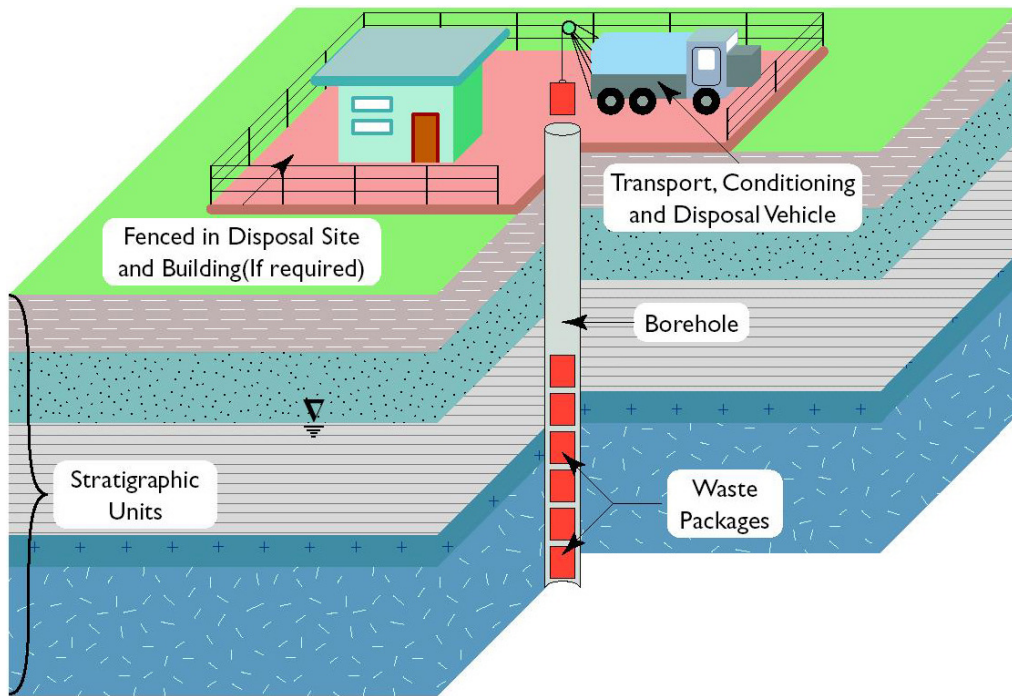 Transport, Conditioning
and Disposal Vehicle
Fenced in Disposal Site
and Building(If required)
Borehole
Stratigraphic
Units
Waste
Packages